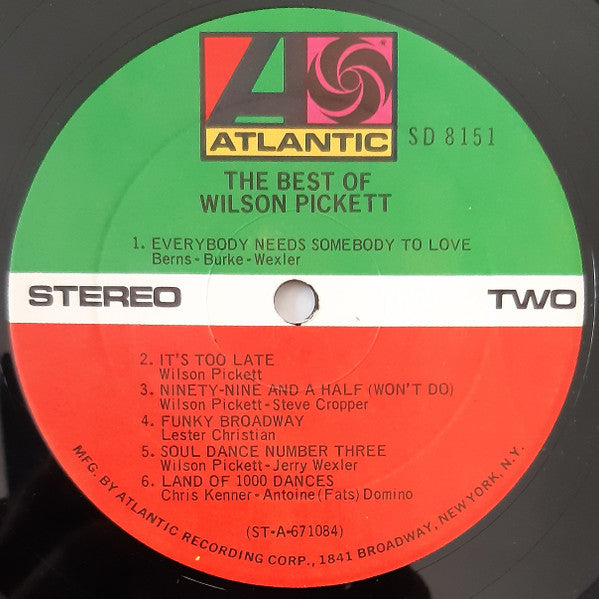 ATLANTIC
SD 8151
THE BEST OF
WILSON PICKETT
1. EVERYBODY NEEDS SOMEBODY TO LOVE
Berns-Burke-Wexler
STEREO
TWO
2. IT'S TOO LATE
Wilson Pickett
3. NINETY-NINE AND A HALF (WON'T DO)
Wilson Pickett-Steve Cropper
4. FUNKY BROADWAY
Lester Christian
5. SOUL DANCE NUMBER THREE
Wilson Pickett-Jerry Wexler
6. LAND OF 1000 DANCES
Chris Kenner-Antoine(Fats) Domino
(ST-A-671084)
MFG. BY ATLANTIC RECORDING CORP., 1841 BROADWAY, NEW YORK, N.Y.